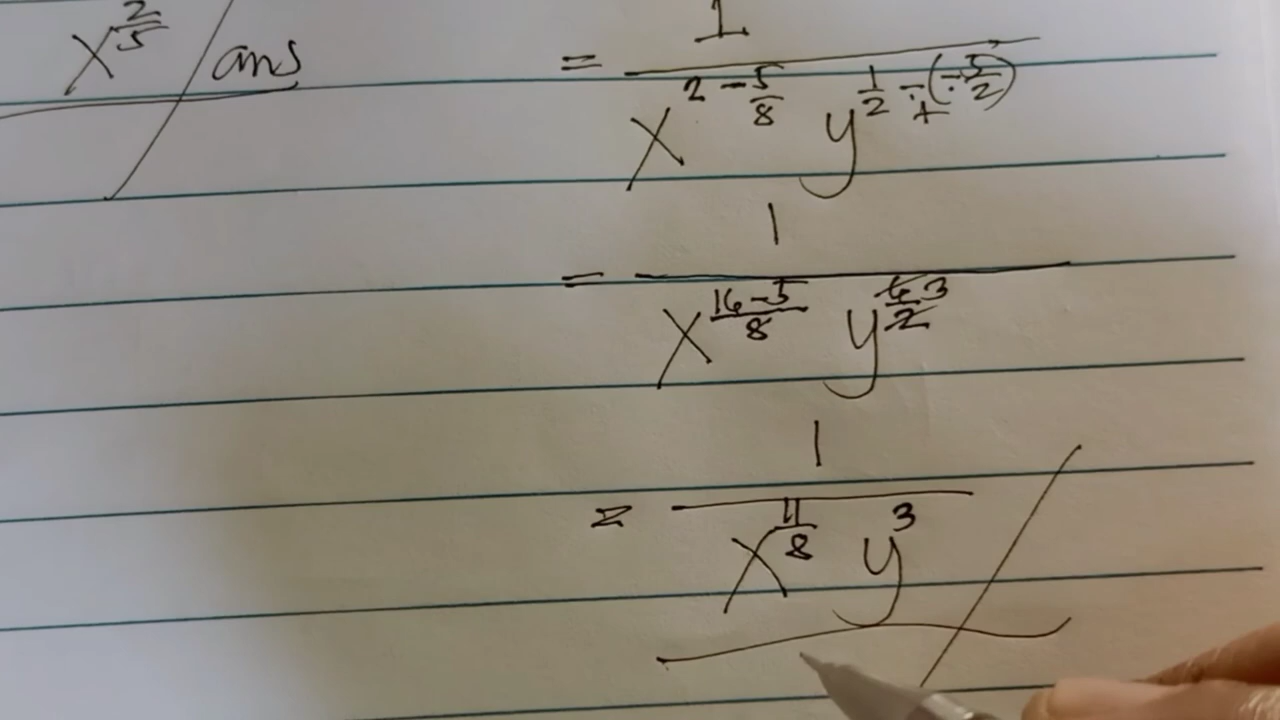 x^{2/5} / ans
= 1 / (x^{2 - 5/8} y^{1/2 + (5/2)})
= 1 / (x^{(16-5)/8} y^{6/2 3})
= 1 / (x^{11/8} y^3)